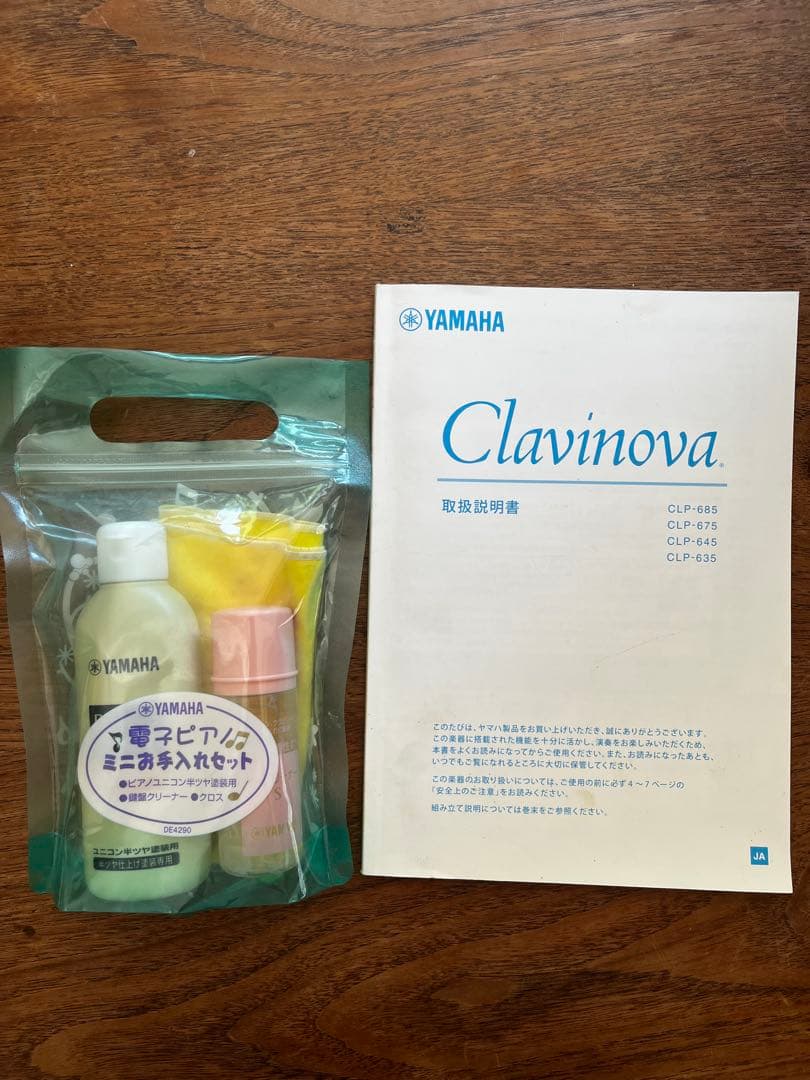 YAMAHA
YAMAHA
電子ピアノ
ミニお手入れセット
●ピアノユニコン半ツヤ塗装用
●鍵盤クリーナー ●クロス
DE4290
ユニコン半ツヤ塗装用
半ツヤ仕上げ塗装専用
YAMAHA
YAMAHA
Clavinova®
取扱説明書
CLP-685
CLP-675
CLP-645
CLP-635
このたびは、ヤマハ製品をお買い上げいただき、誠にありがとうございます。
この楽器に搭載された機能を十分に活かし、演奏をお楽しみいただくため、
本書をよくお読みになってからご使用ください。また、お読みになったあとも、
いつでもご覧になれるところに大切に保管してください。
この楽器のお取り扱いについては、ご使用の前に必ず4～7ページの
「安全上のご注意」をお読みください。
組み立て説明については巻末をご参照ください。
JA